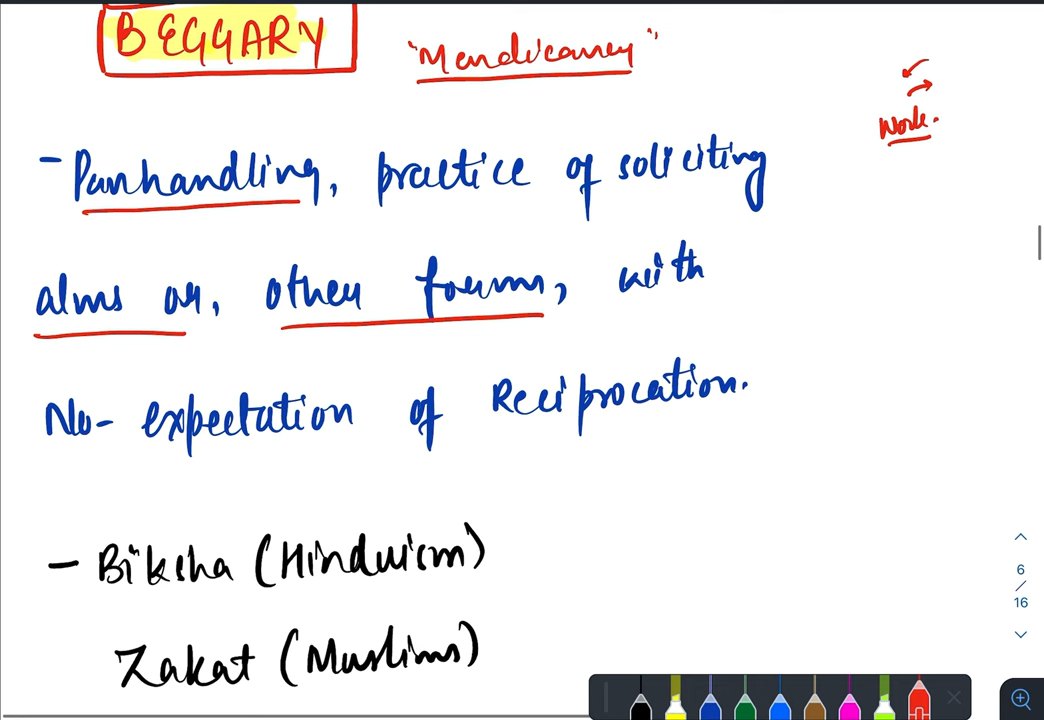 BEGGARY
"Mendicancy"
Work.
- Panhandling, practice of soliciting
alms or, other forms, with
No- expectation of Reciprocation.
- Biksha (Hinduism)
Zakat (Muslims)
6
/
16